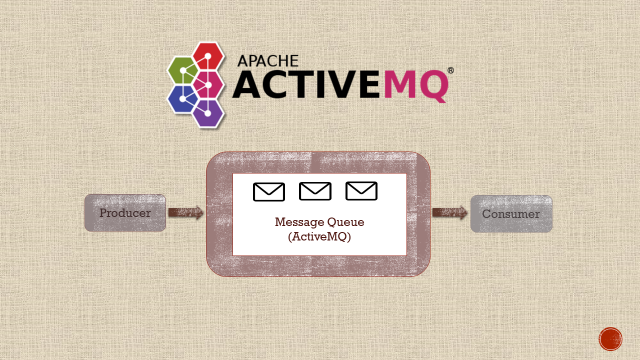 APACHE
ACTIVEMQ®
Producer
Message Queue
(ActiveMQ)
Consumer